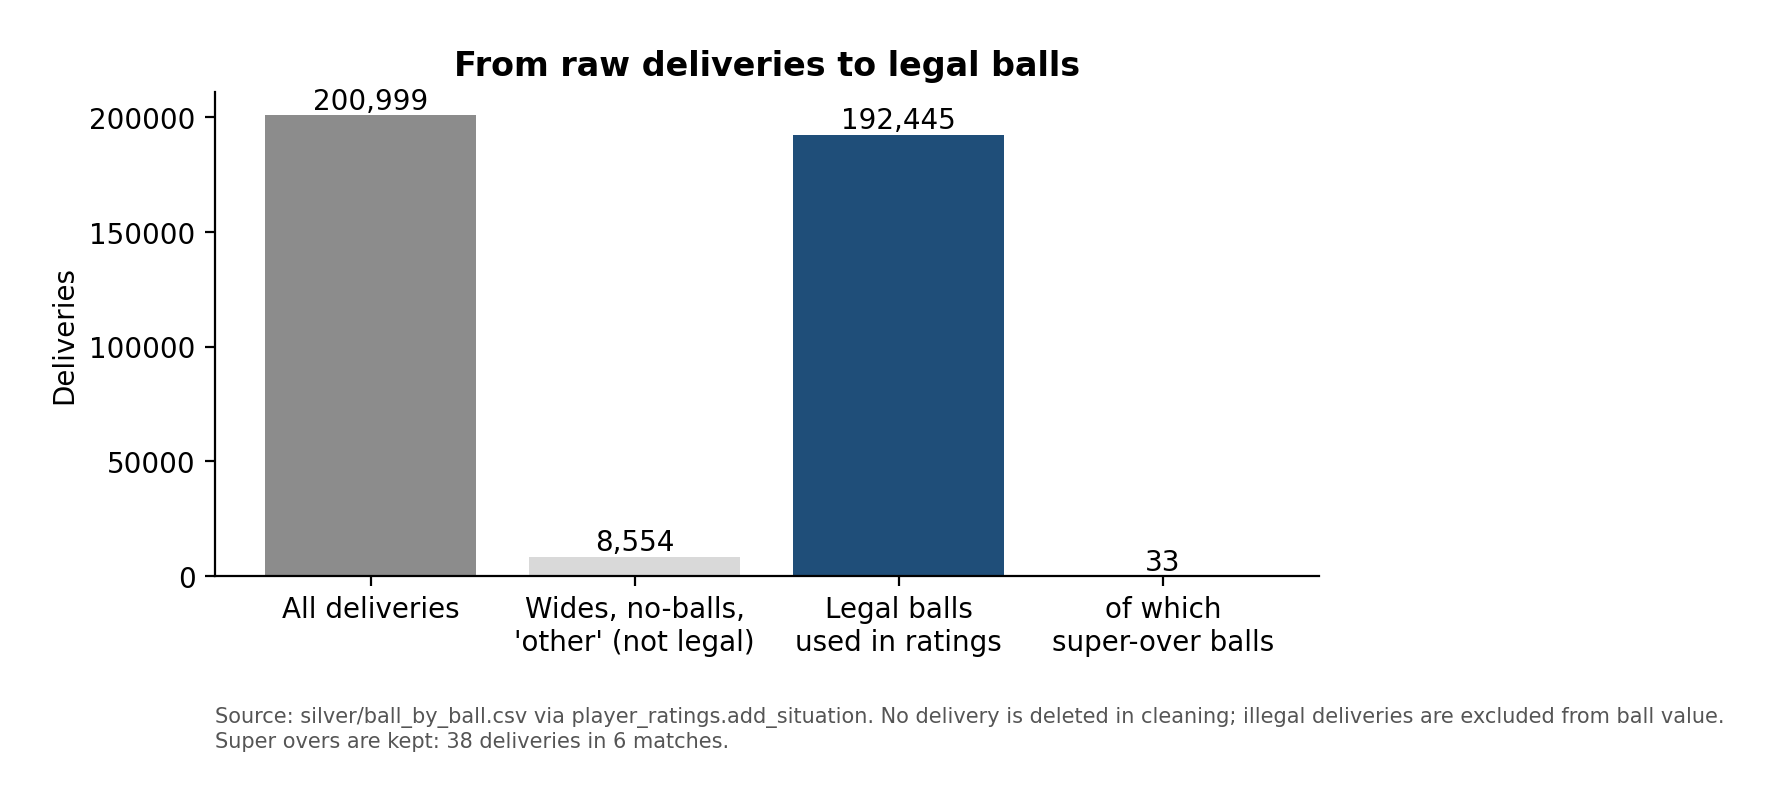 From raw deliveries to legal balls
200,999
192,445
8,554
33
200000
150000
100000
50000
0
Deliveries
All deliveries
Wides, no-balls,
'other' (not legal)
Legal balls
used in ratings
of which
super-over balls
Source: silver/ball_by_ball.csv via player_ratings.add_situation. No delivery is deleted in cleaning; illegal deliveries are excluded from ball value.
Super overs are kept: 38 deliveries in 6 matches.